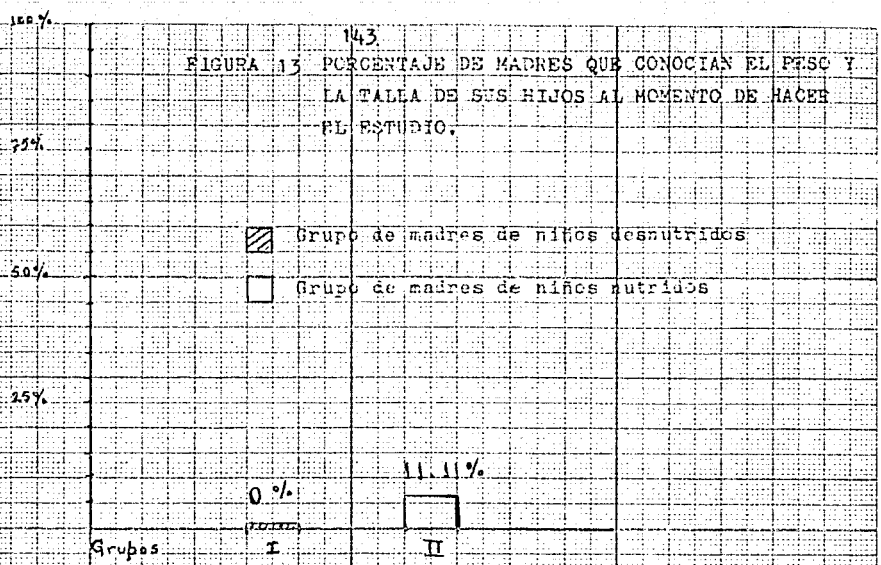 100%
143
FIGURA 13 PORCENTAJE DE MADRES QUE CONOCIAN EL PESO Y
LA TALLA DE SUS HIJOS AL MOMENTO DE HACER
EL ESTUDIO.
75%
Grupo de madres de niños desnutridos
50%
Grupo de madres de niños nutridos
25%
0 %
11.11%
Grupos I II